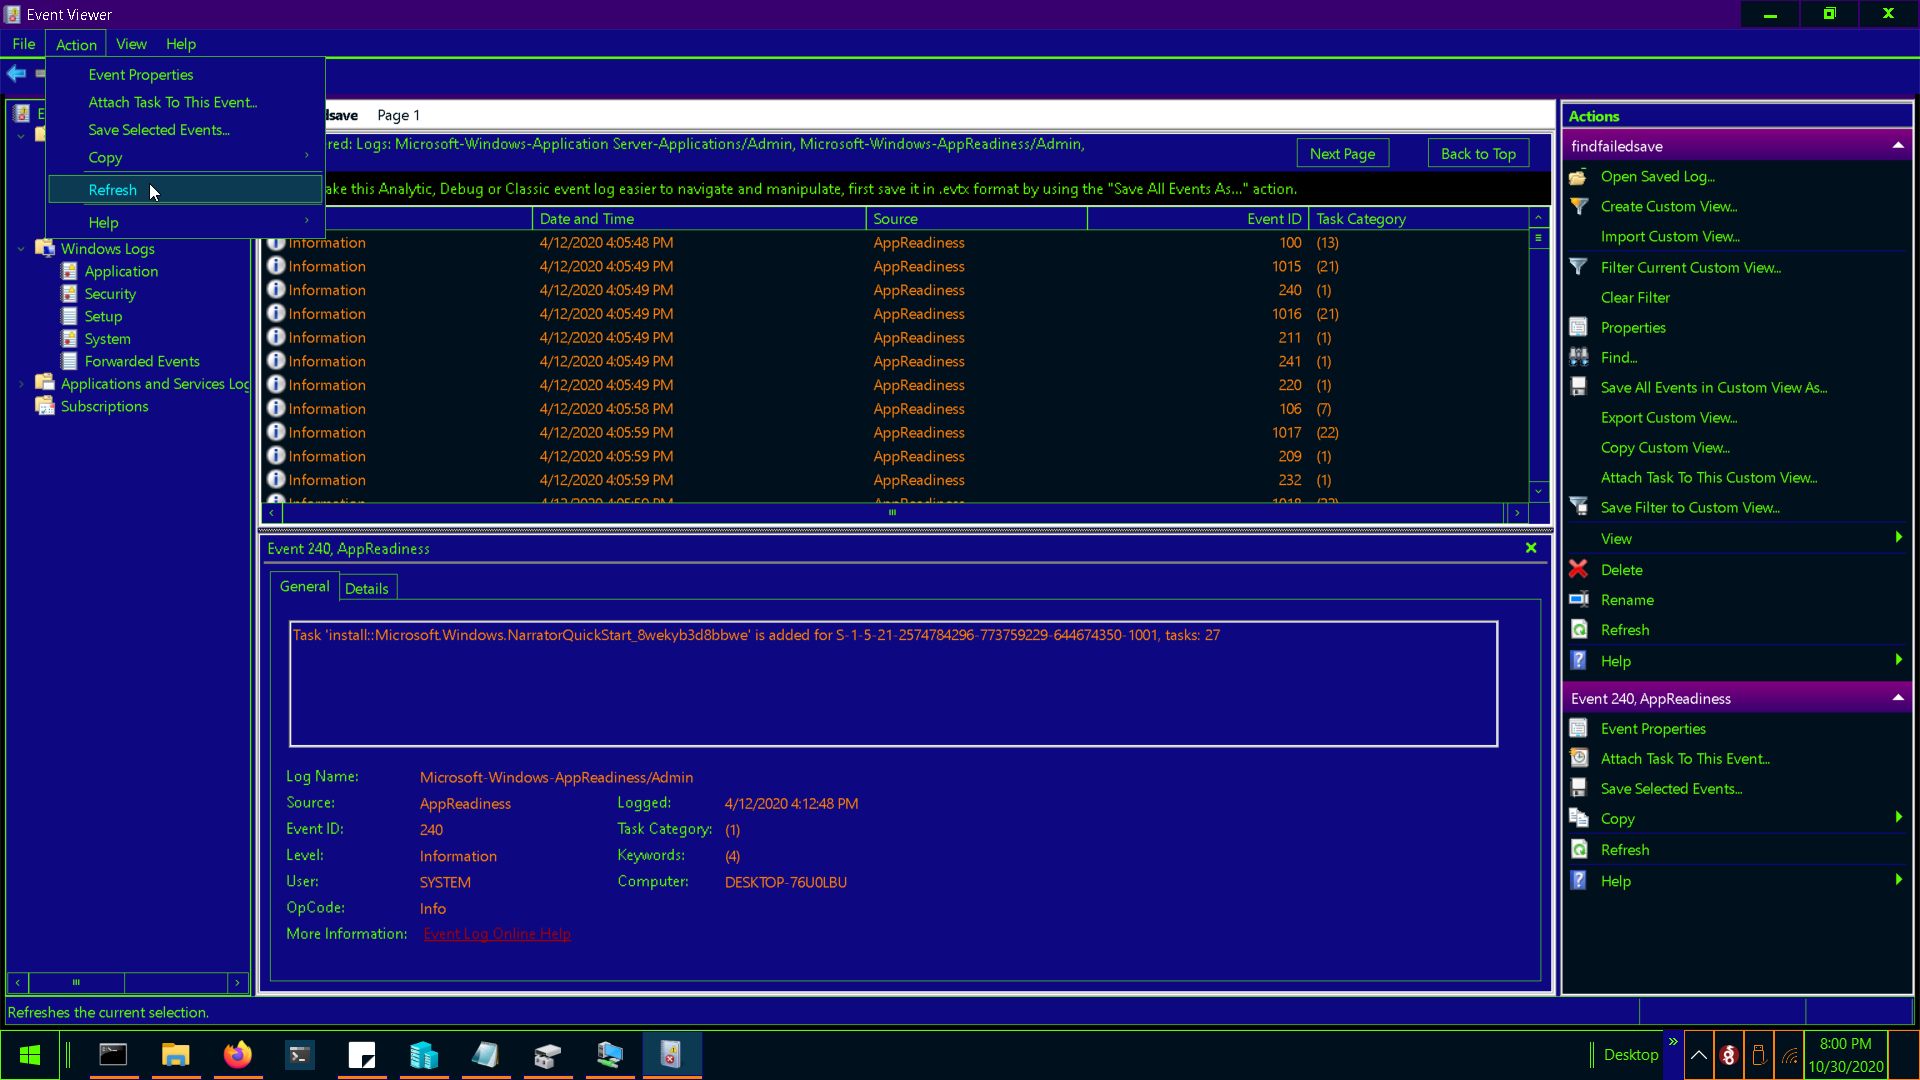 Event Viewer
File Action View Help
Event Properties
Attach Task To This Event...
Save Selected Events...
Copy
Refresh
Help
Windows Logs
Application
Security
Setup
System
Forwarded Events
Applications and Services Log
Subscriptions
Page 1
Logs: Microsoft-Windows-Application Server-Applications/Admin, Microsoft-Windows-AppReadiness/Admin,
Next Page
Back to Top
this Analytic, Debug or Classic event log easier to navigate and manipulate, first save it in .evtx format by using the "Save All Events As..." action.
Date and Time Source Event ID Task Category
Information 4/12/2020 4:05:48 PM AppReadiness 100 (13)
Information 4/12/2020 4:05:49 PM AppReadiness 1015 (21)
Information 4/12/2020 4:05:49 PM AppReadiness 240 (1)
Information 4/12/2020 4:05:49 PM AppReadiness 1016 (21)
Information 4/12/2020 4:05:49 PM AppReadiness 211 (1)
Information 4/12/2020 4:05:49 PM AppReadiness 241 (1)
Information 4/12/2020 4:05:49 PM AppReadiness 220 (1)
Information 4/12/2020 4:05:58 PM AppReadiness 106 (7)
Information 4/12/2020 4:05:59 PM AppReadiness 1017 (22)
Information 4/12/2020 4:05:59 PM AppReadiness 209 (1)
Information 4/12/2020 4:05:59 PM AppReadiness 232 (1)
Event 240, AppReadiness
General Details
Task 'install::Microsoft.Windows.NarratorQuickStart_8wekyb3d8bbwe' is added for S-1-5-21-2574784296-773759229-644674350-1001, tasks: 27
Log Name: Microsoft-Windows-AppReadiness/Admin
Source: AppReadiness Logged: 4/12/2020 4:12:48 PM
Event ID: 240 Task Category: (1)
Level: Information Keywords: (4)
User: SYSTEM Computer: DESKTOP-76U0LBU
OpCode: Info
More Information: Event Log Online Help
Actions
findfailedsave
Open Saved Log...
Create Custom View...
Import Custom View...
Filter Current Custom View...
Clear Filter
Properties
Find...
Save All Events in Custom View As...
Export Custom View...
Copy Custom View...
Attach Task To This Custom View...
Save Filter to Custom View...
View
Delete
Rename
Refresh
Help
Event 240, AppReadiness
Event Properties
Attach Task To This Event...
Save Selected Events...
Copy
Refresh
Help
Refreshes the current selection.
Desktop
8:00 PM
10/30/2020